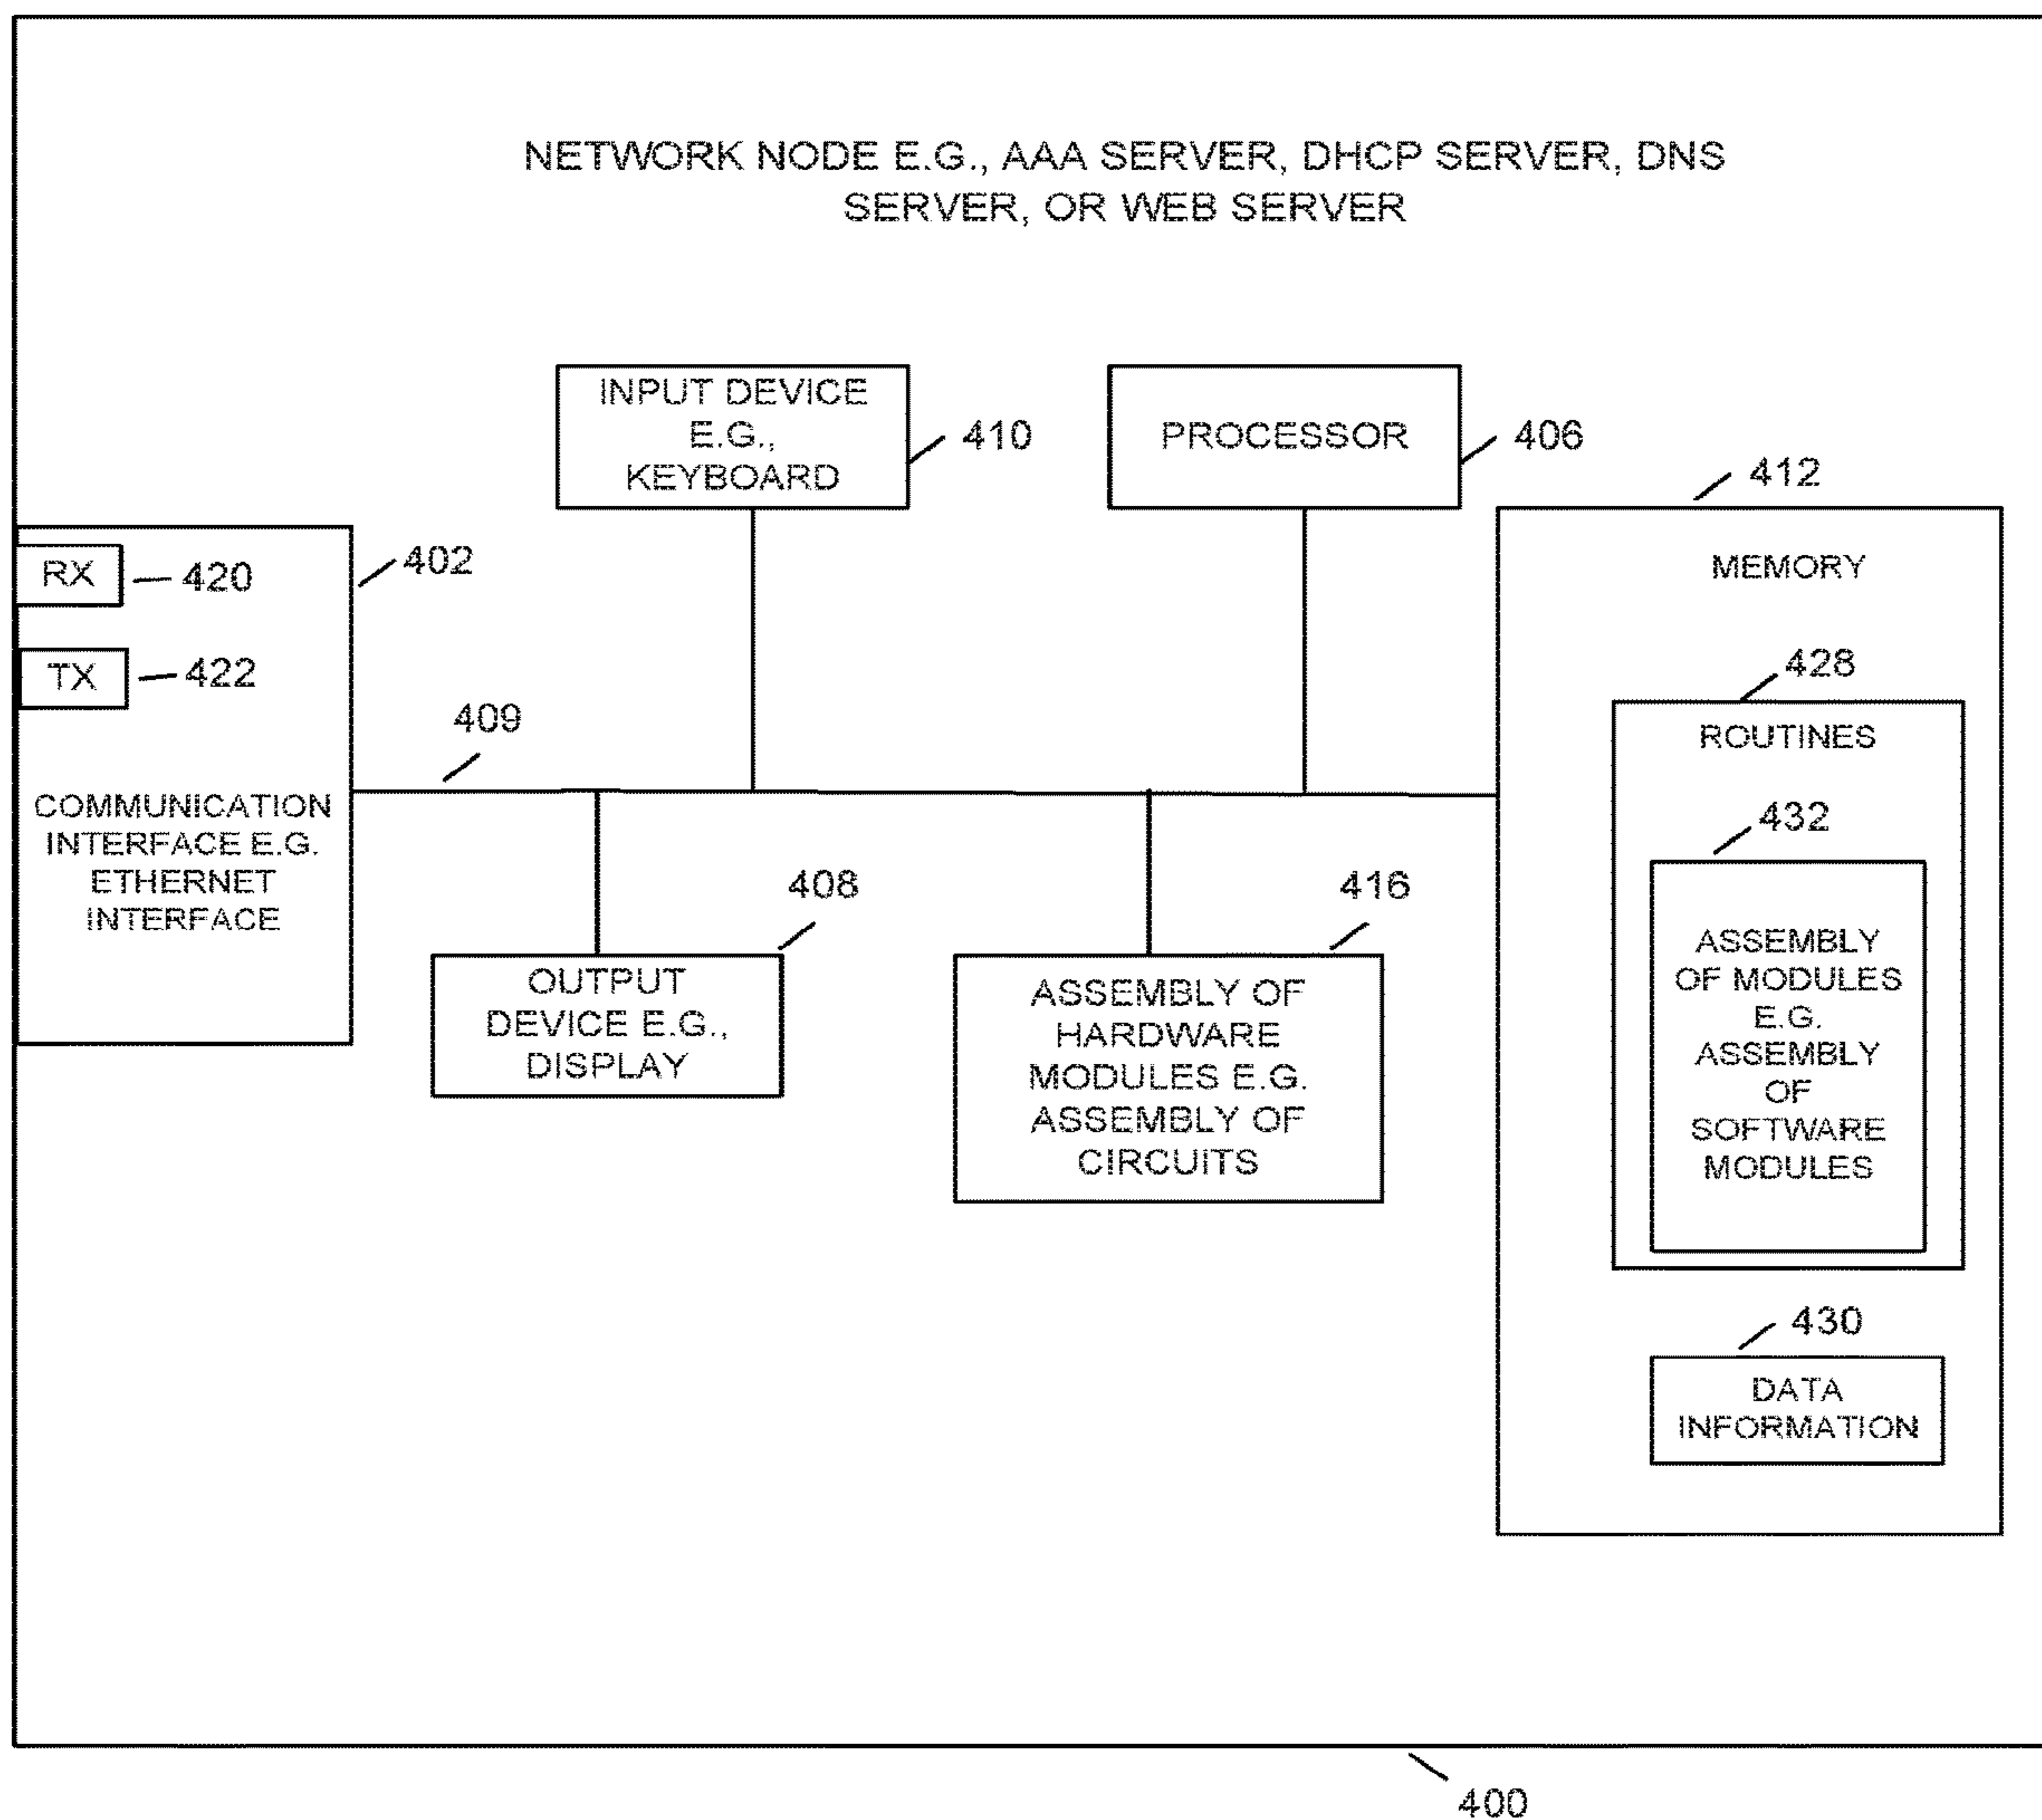 NETWORK NODE E.G., AAA SERVER, DHCP SERVER, DNS
SERVER, OR WEB SERVER
INPUT DEVICE
E.G.,
KEYBOARD
410
PROCESSOR
406
412
MEMORY
RX
420
402
TX
422
428
ROUTINES
409
432
COMMUNICATION
INTERFACE E.G.
ETHERNET
INTERFACE
408
OUTPUT
DEVICE E.G.,
DISPLAY
416
ASSEMBLY OF
HARDWARE
MODULES E.G.
ASSEMBLY OF
CIRCUITS
ASSEMBLY
OF MODULES
E.G.
ASSEMBLY
OF
SOFTWARE
MODULES
430
DATA
INFORMATION
400